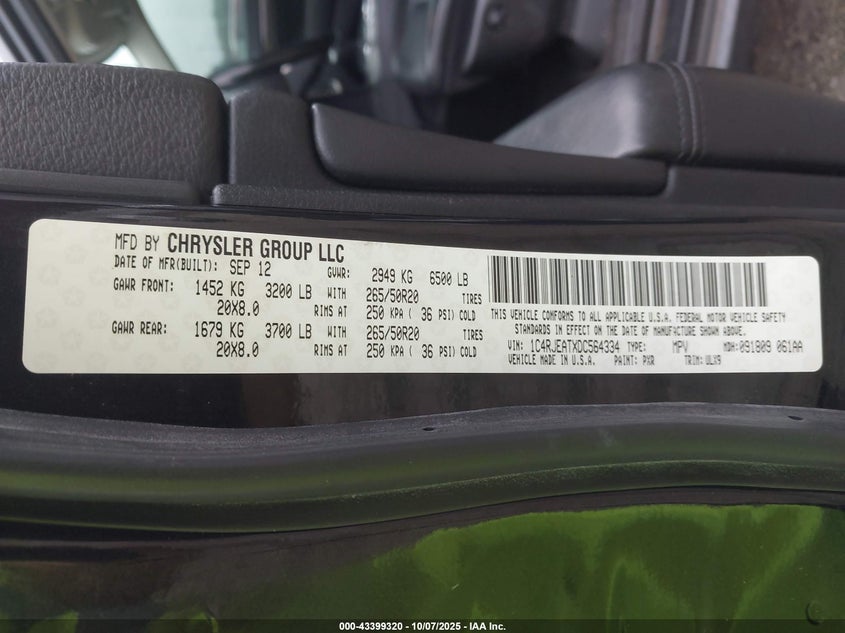 MFD BY CHRYSLER GROUP LLC
DATE OF MFR(BUILT): SEP 12 GVWR: 2949 KG 6500 LB
GAWR FRONT: 1452 KG 3200 LB WITH 265/50R20 TIRES
20X8.0 RIMS AT 250 KPA ( 36 PSI) COLD
GAWR REAR: 1679 KG 3700 LB WITH 265/50R20 TIRES
20X8.0 RIMS AT 250 KPA ( 36 PSI) COLD
THIS VEHICLE CONFORMS TO ALL APPLICABLE U.S.A. FEDERAL MOTOR VEHICLE SAFETY
STANDARDS IN EFFECT ON THE DATE OF MANUFACTURE SHOWN ABOVE.
VIN: 1C4RJEATXDC564334 TYPE: MPV MDH:091809 061AA
VEHICLE MADE IN U.S.A. PAINT: PXR TRIM: ULX9
000-43399320 - 10/07/2025 - IAA Inc.